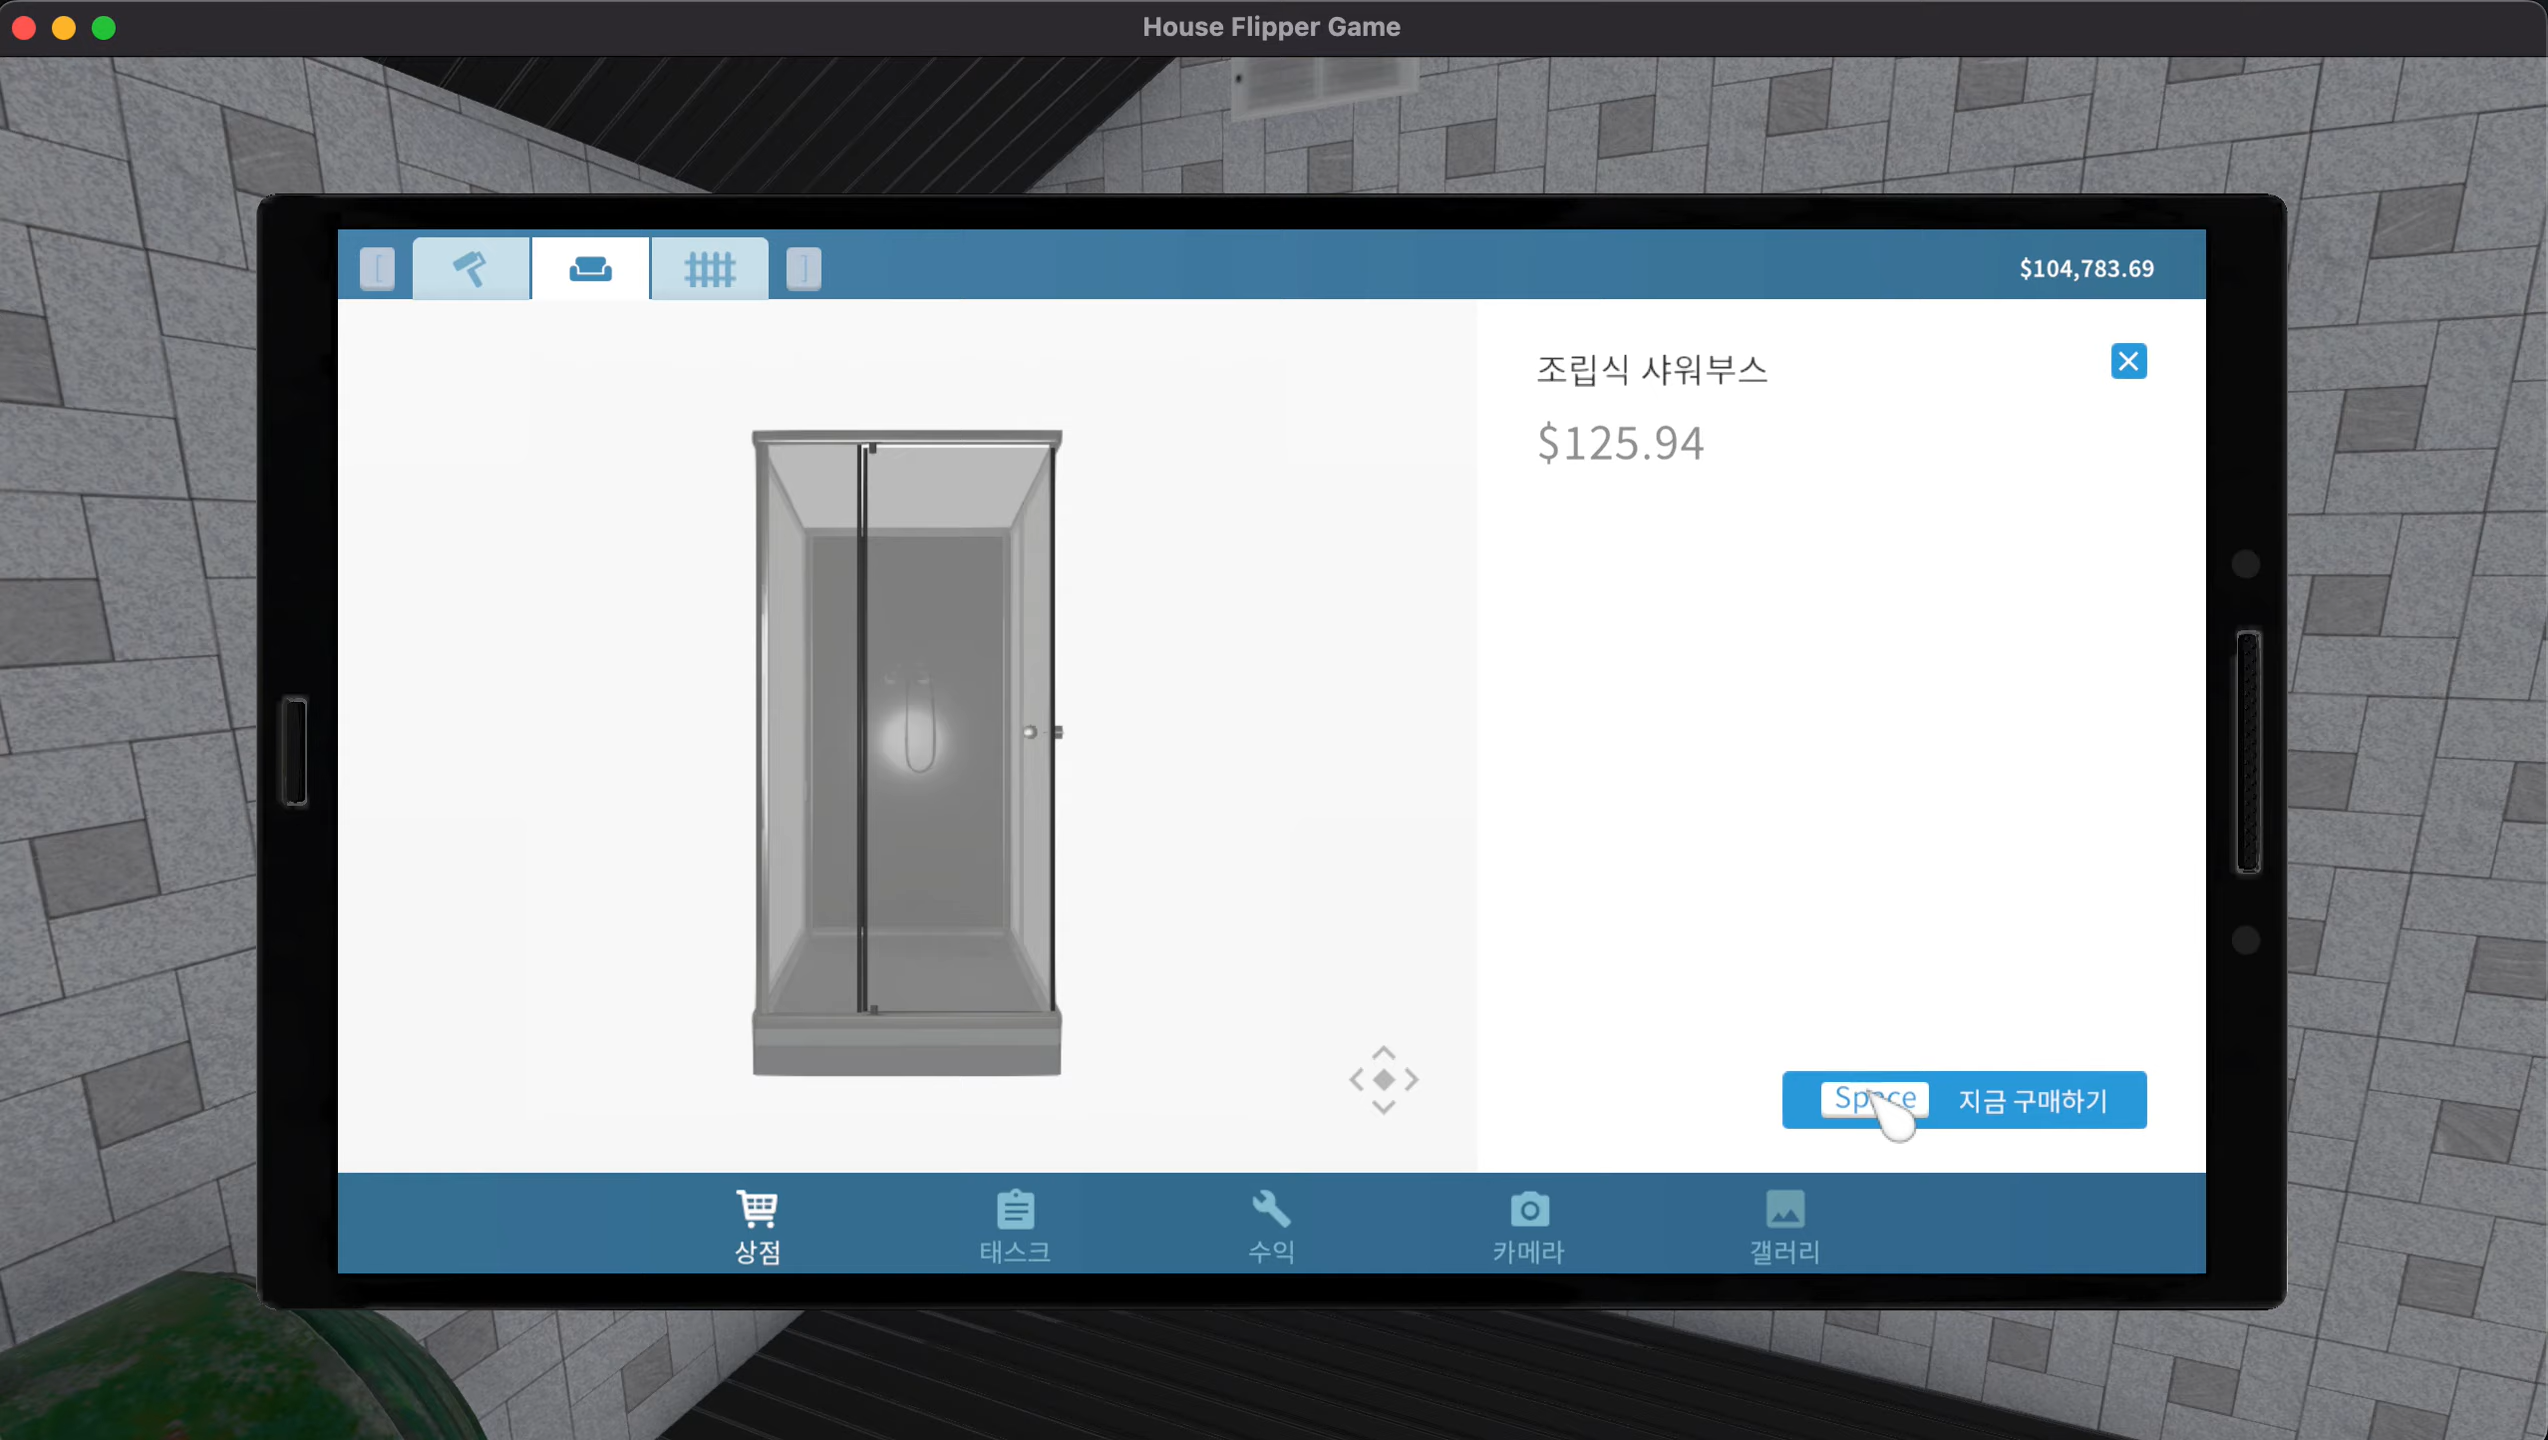 House Flipper Game
[
]
$104,783.69
조립식 샤워부스
$125.94
Space 지금 구매하기
상점 태스크 수익 카메라 갤러리